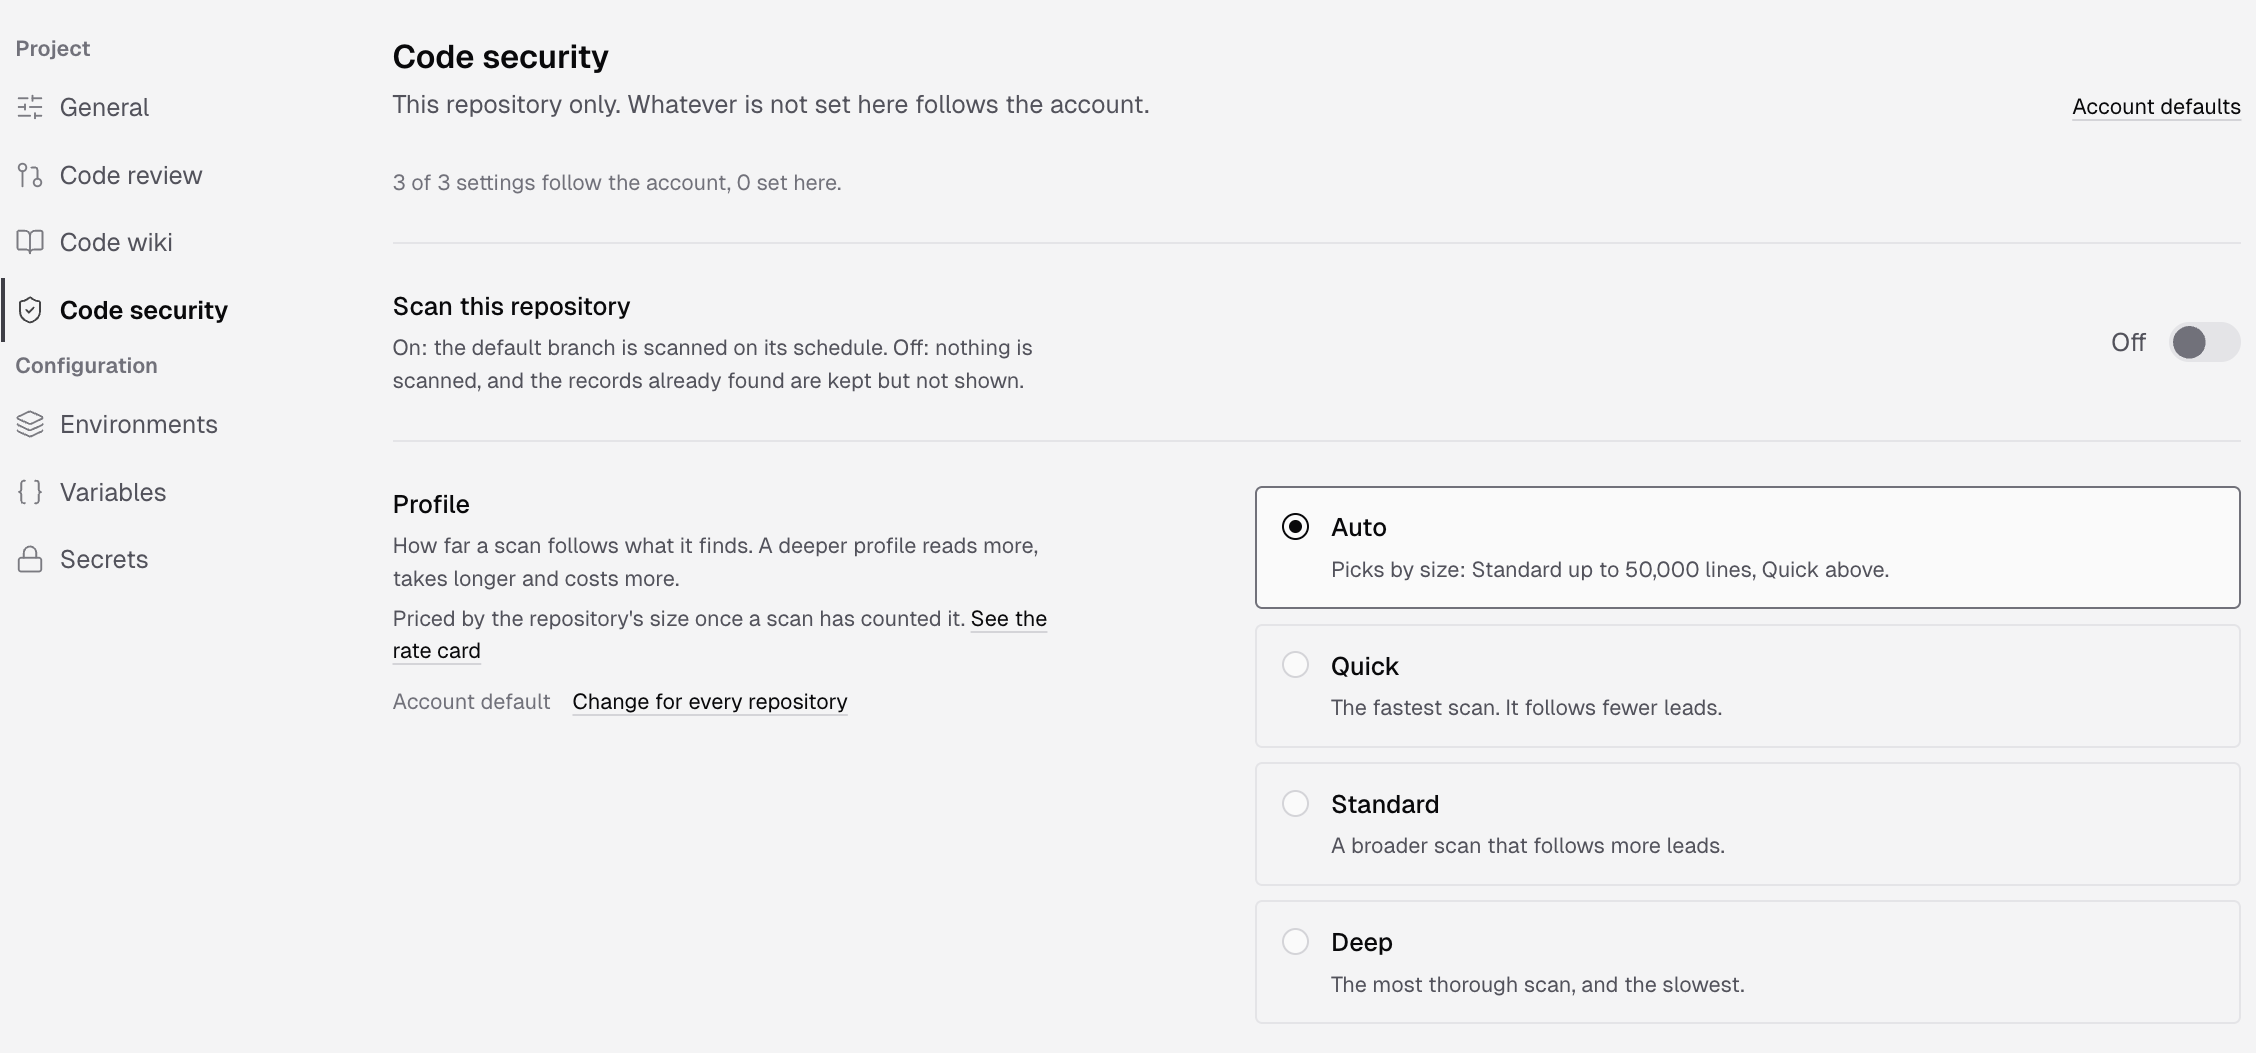 Project
General
Code review
Code wiki
Code security
Configuration
Environments
Variables
Secrets
Code security
This repository only. Whatever is not set here follows the account.
Account defaults
3 of 3 settings follow the account, 0 set here.
Scan this repository
On: the default branch is scanned on its schedule. Off: nothing is
scanned, and the records already found are kept but not shown.
Off
Profile
How far a scan follows what it finds. A deeper profile reads more,
takes longer and costs more.
Priced by the repository's size once a scan has counted it. See the
rate card
Account default Change for every repository
Auto
Picks by size: Standard up to 50,000 lines, Quick above.
Quick
The fastest scan. It follows fewer leads.
Standard
A broader scan that follows more leads.
Deep
The most thorough scan, and the slowest.